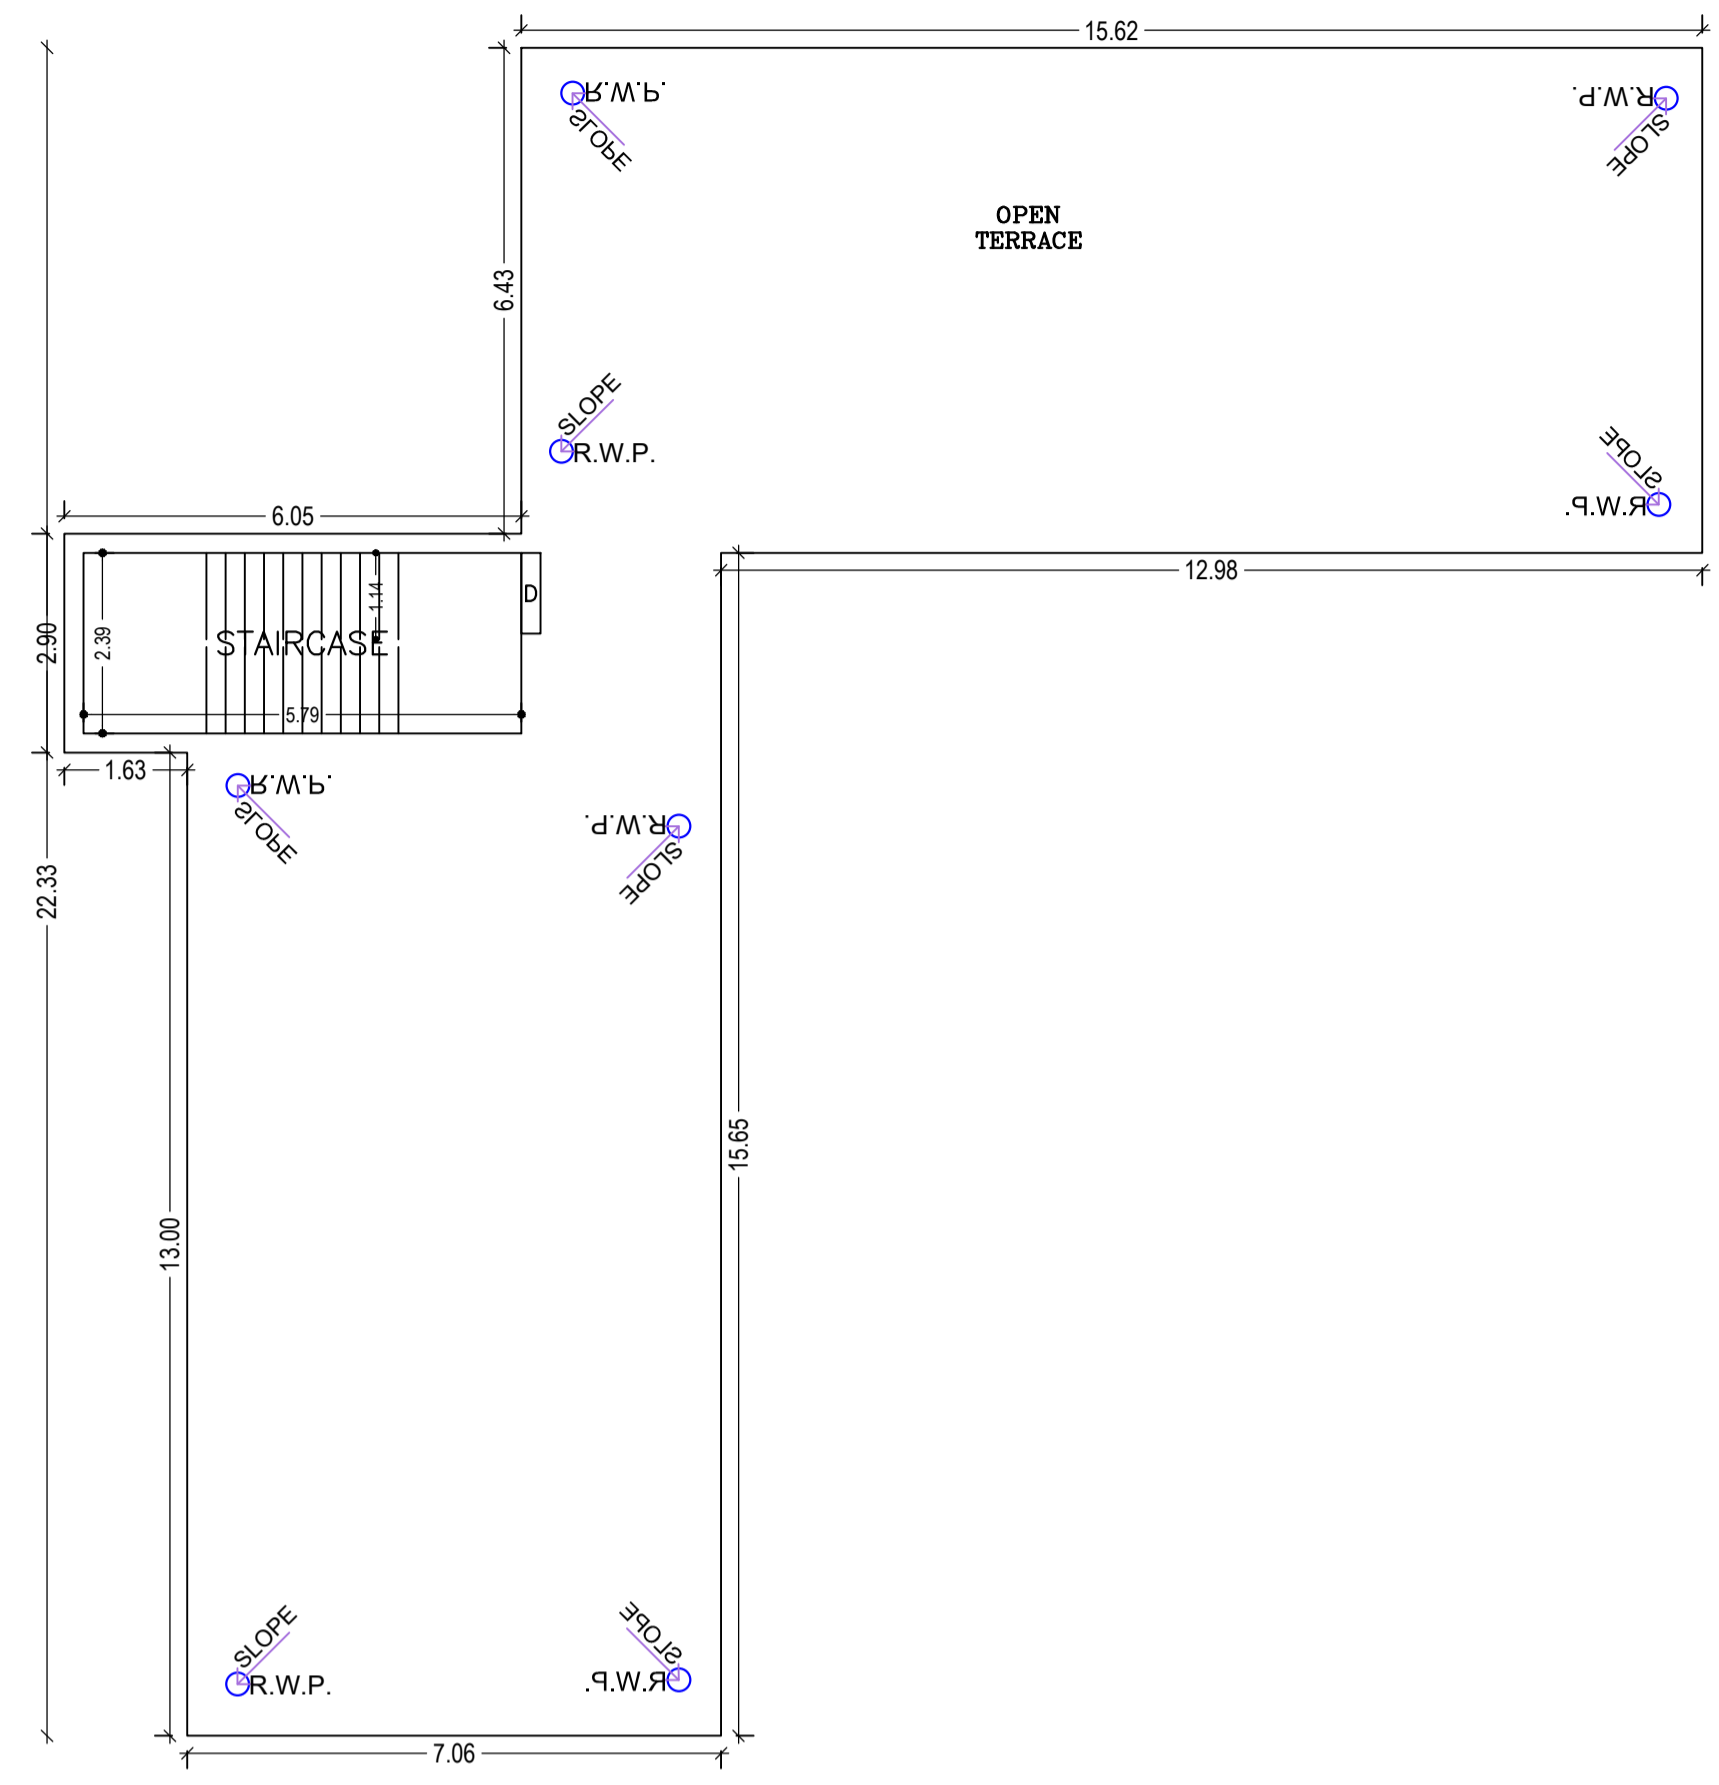 15.62
R.W.P.
SLOPE
R.W.P.
SLOPE
OPEN
TERRACE
6.43
SLOPE
R.W.P.
SLOPE
R.W.P.
6.05
12.98
D
1.14
2.90
2.39
STAIRCASE
5.79
1.63
R.W.P.
SLOPE
R.W.P.
SLOPE
22.33
15.65
13.00
SLOPE
R.W.P.
SLOPE
R.W.P.
7.06